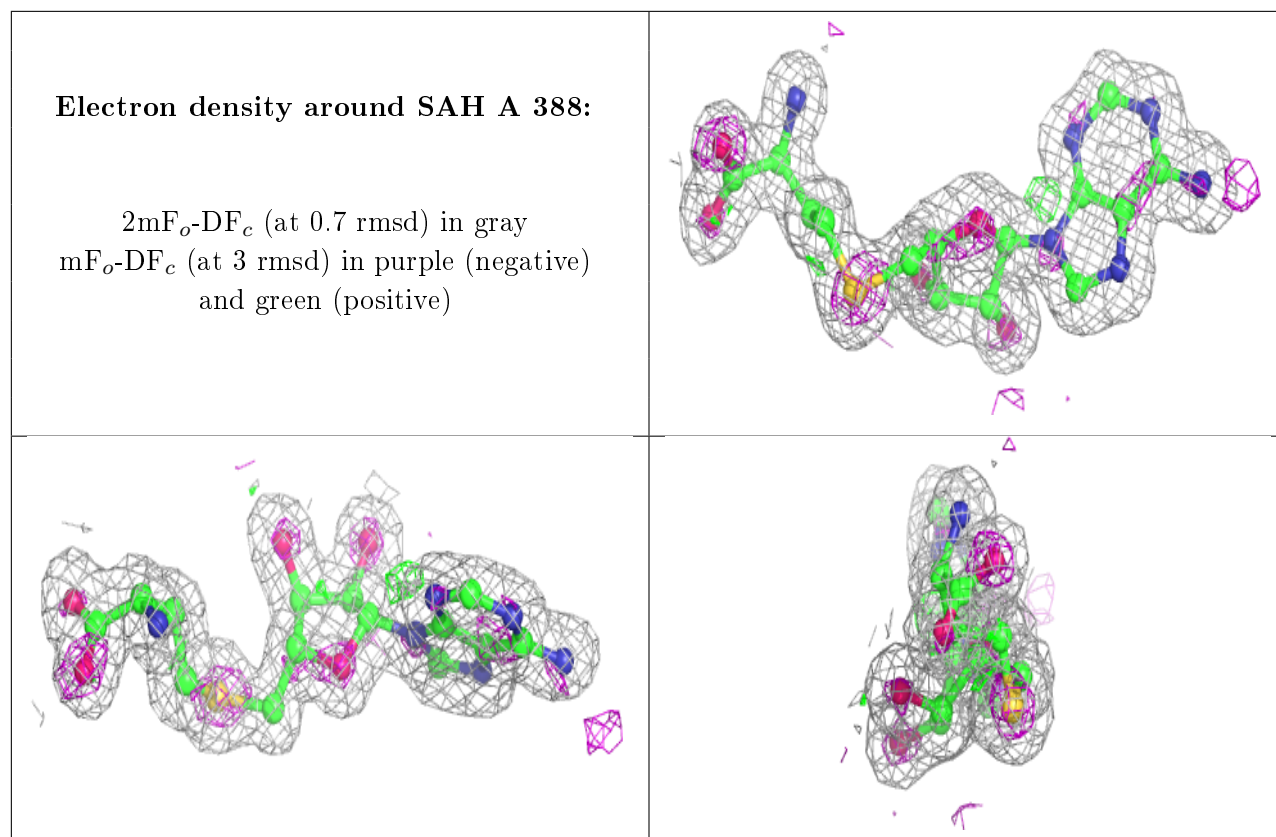 Electron density around SAH A 388:
2mFo-DFc (at 0.7 rmsd) in gray
mFo-DFc (at 3 rmsd) in purple (negative)
and green (positive)